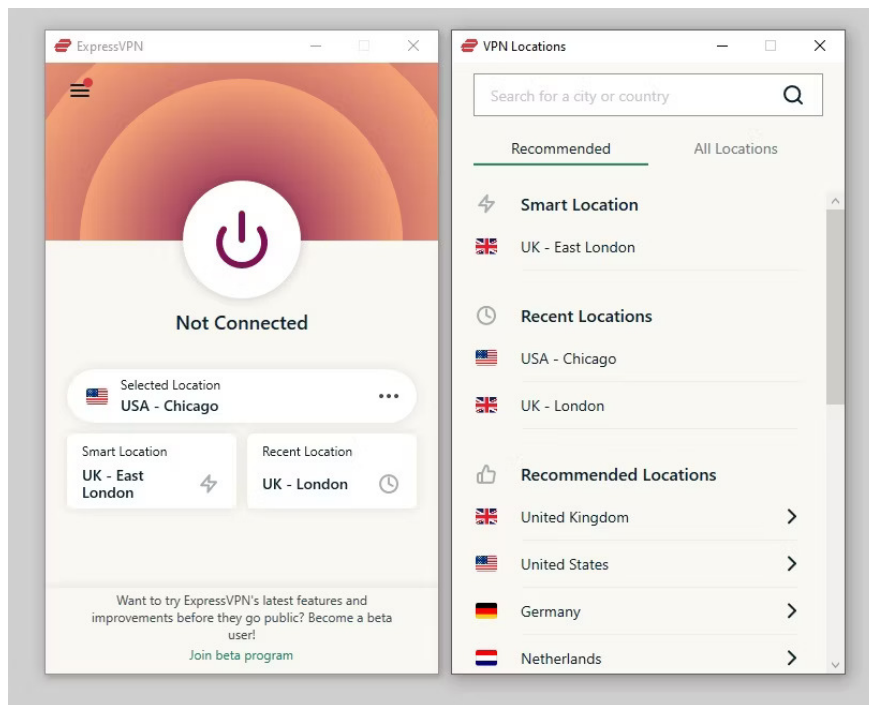 ExpressVPN
Not Connected
Selected Location
USA - Chicago
Smart Location
UK - East
London
Recent Location
UK - London
Want to try ExpressVPN's latest features and
improvements before they go public? Become a beta
user!
Join beta program
VPN Locations
Search for a city or country
Recommended
All Locations
Smart Location
UK - East London
Recent Locations
USA - Chicago
UK - London
Recommended Locations
United Kingdom
United States
Germany
Netherlands